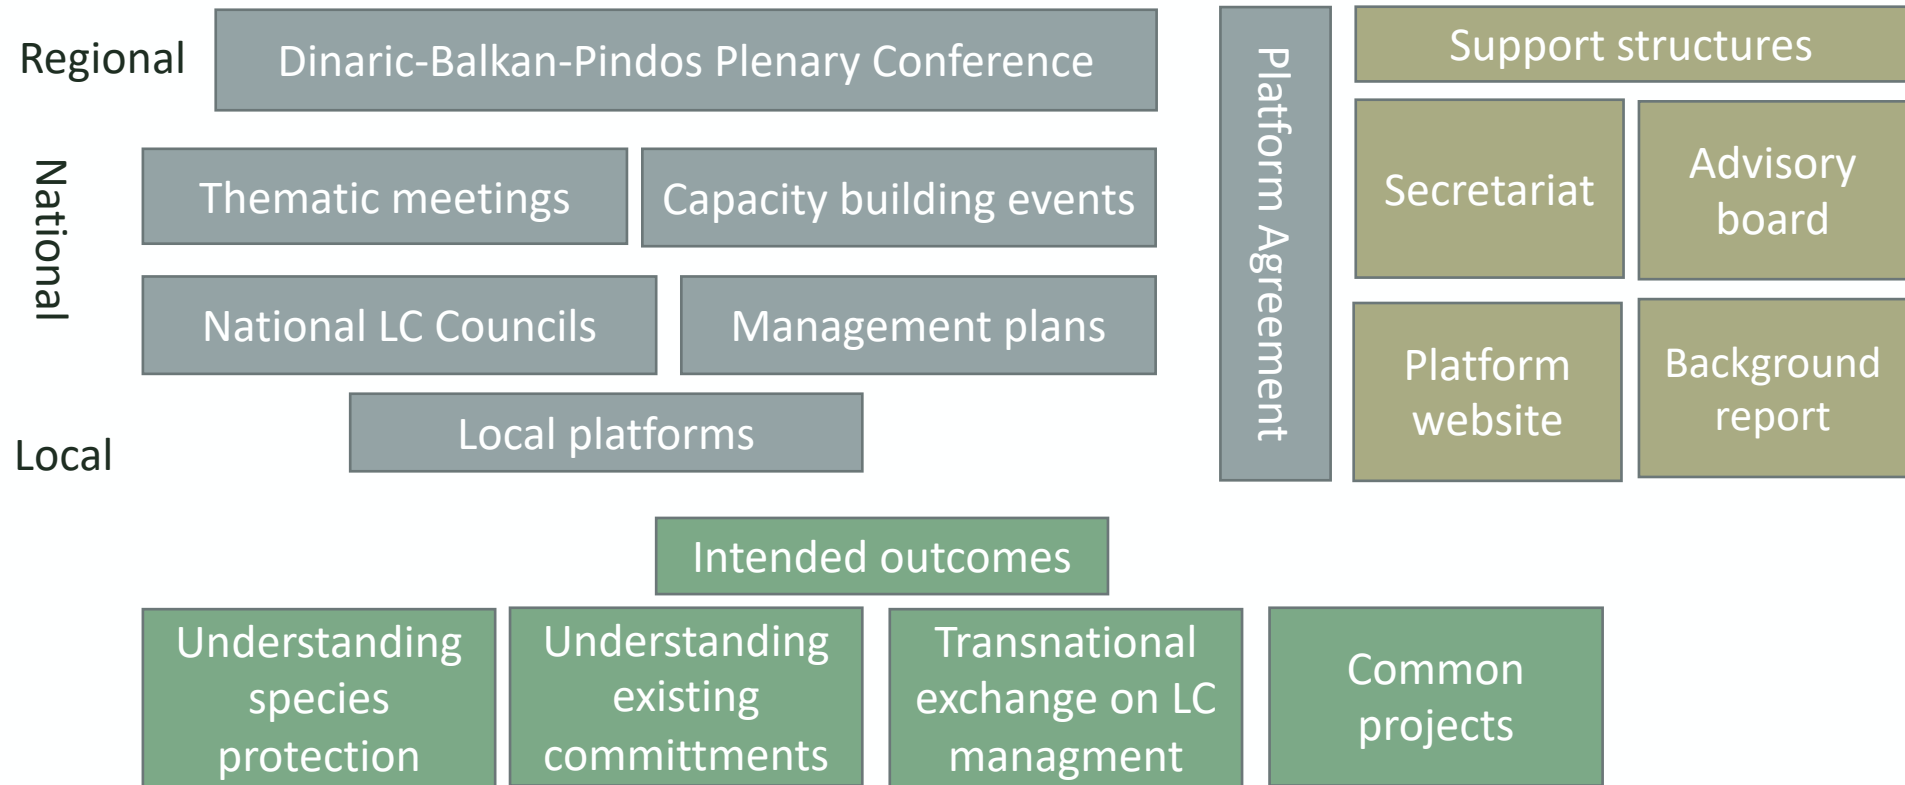 Regional
Dinaric-Balkan-Pindos Plenary Conference
National
Thematic meetings
Capacity building events
National LC Councils
Management plans
Local
Local platforms
Platform Agreement
Support structures
Secretariat
Advisory
board
Platform
website
Background
report
Intended outcomes
Understanding
species
protection
Understanding
existing
committments
Transnational
exchange on LC
managment
Common
projects